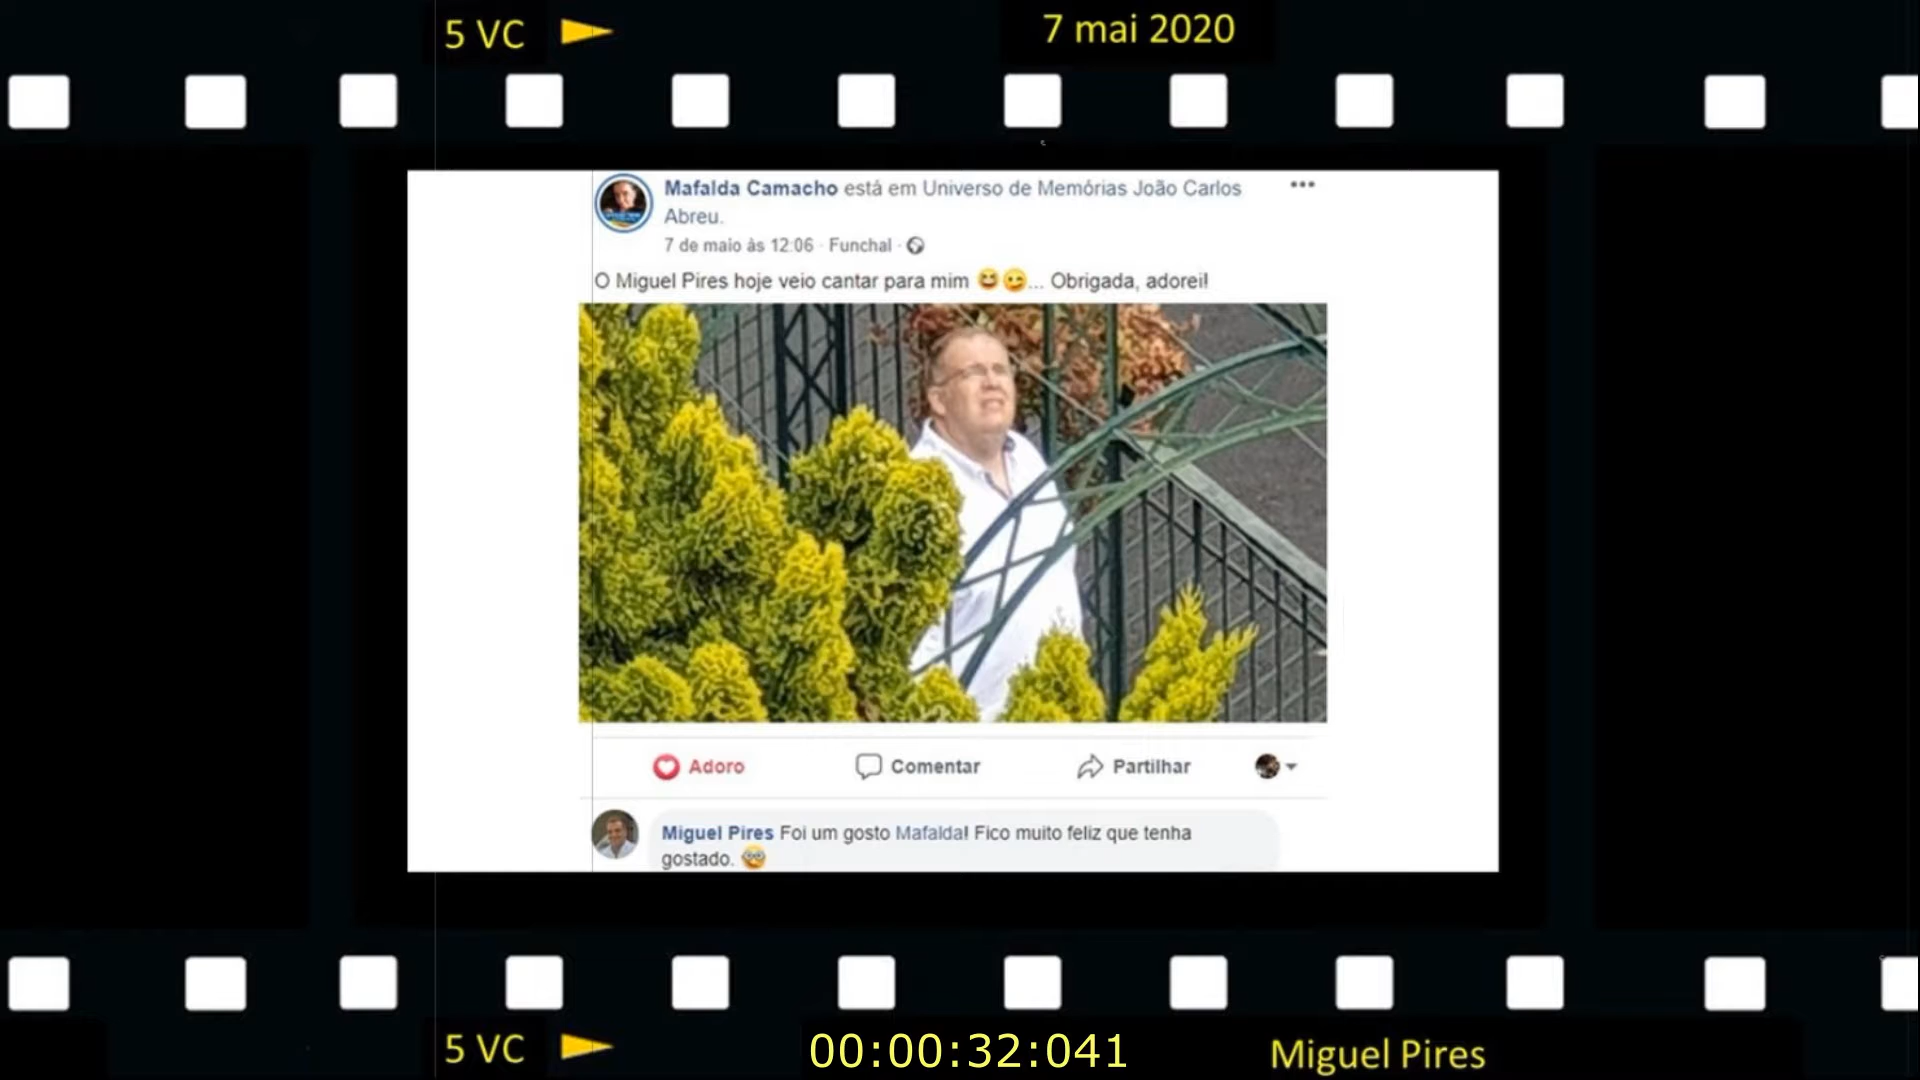 5 VC
7 mai 2020
Mafalda Camacho está em Universo de Memórias João Carlos
Abreu.
7 de maio às 12:06 · Funchal ·
O Miguel Pires hoje veio cantar para mim 😆😉... Obrigada, adorei!
Adoro
Comentar
Partilhar
Miguel Pires Foi um gosto Mafalda! Fico muito feliz que tenha
gostado. 🤓
5 VC
00:00:32:041
Miguel Pires